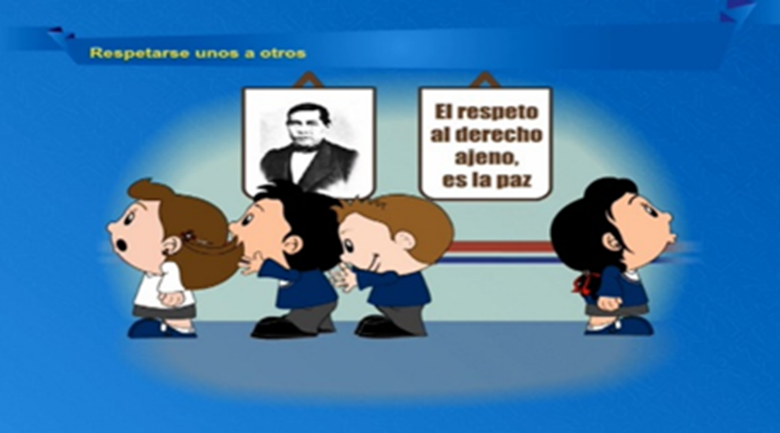 Respetarse unos a otros
El respeto
al derecho
ajeno,
es la paz